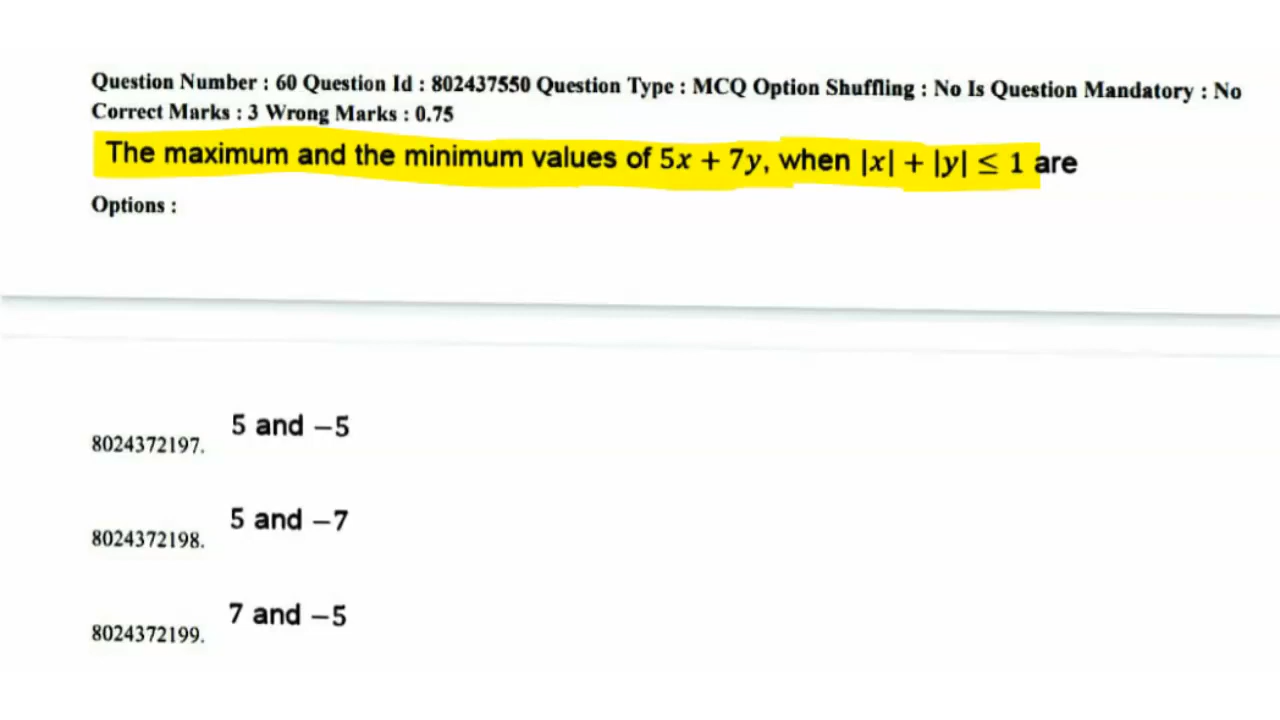 Question Number : 60 Question Id : 802437550 Question Type : MCQ Option Shuffling : No Is Question Mandatory : No
Correct Marks : 3 Wrong Marks : 0.75
The maximum and the minimum values of 5x + 7y, when |x| + |y| ≤ 1 are
Options :
5 and −5
8024372197.
5 and −7
8024372198.
7 and −5
8024372199.